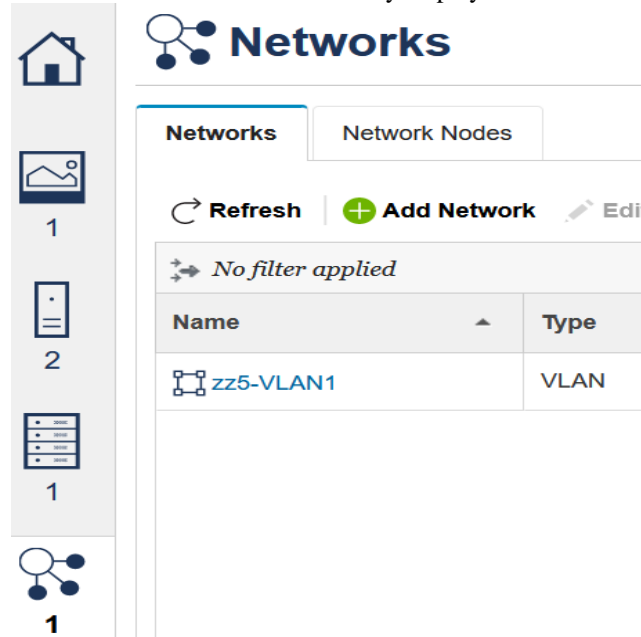 Networks
Networks Network Nodes
Refresh Add Network Edi
No filter applied
Name Type
zz5-VLAN1 VLAN
1
2
1
1